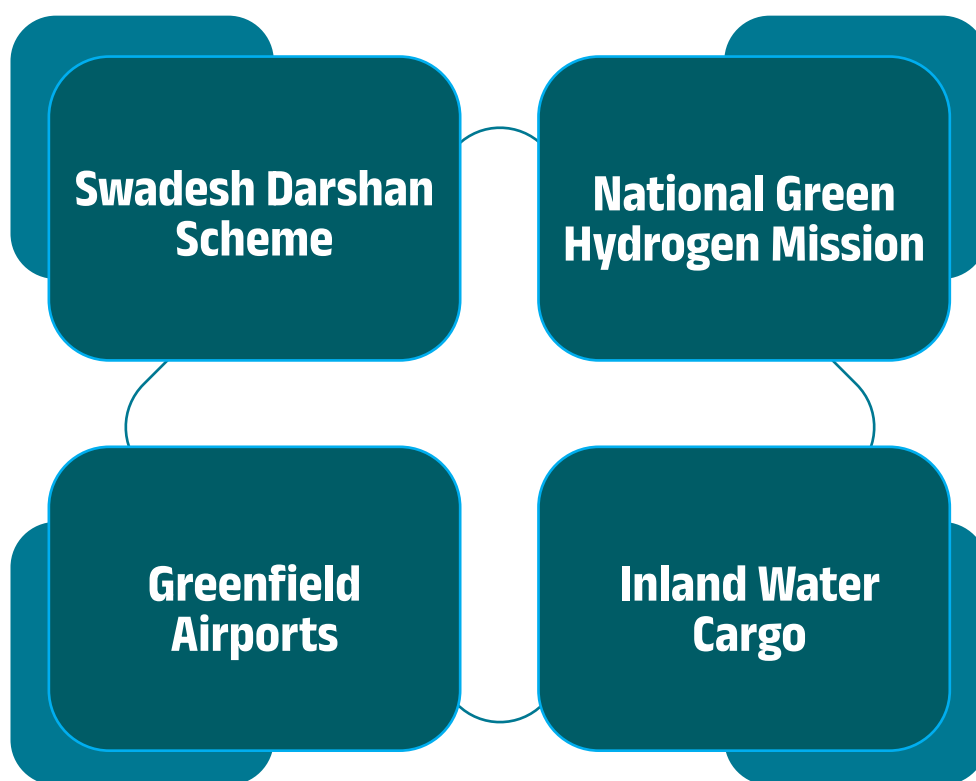 Swadesh Darshan
Scheme
National Green
Hydrogen Mission
Greenfield
Airports
Inland Water
Cargo